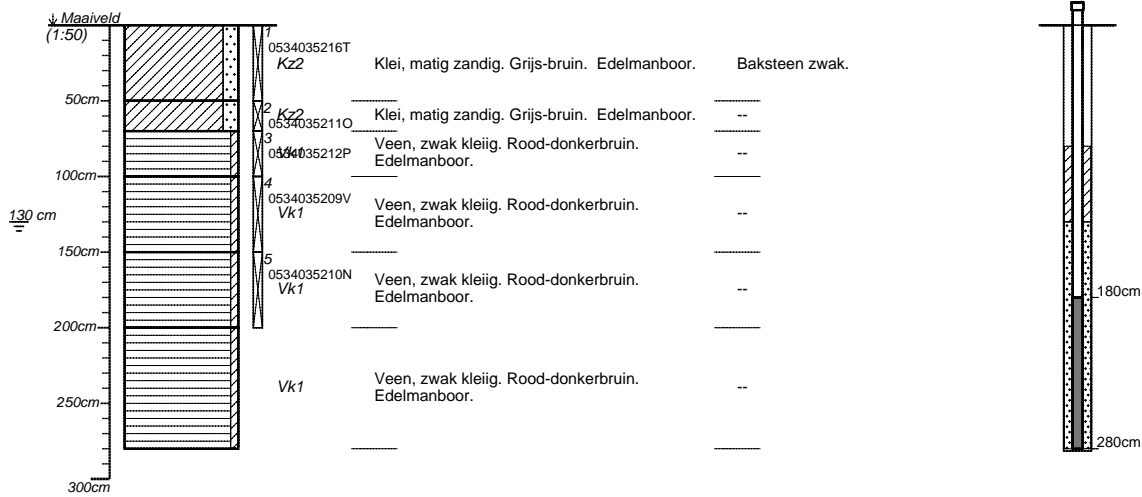 Maaiveld
(1:50)
1
0534035216T
Kz2 Klei, matig zandig. Grijs-bruin. Edelmanboor. Baksteen zwak.
50cm
2
Kz2 Klei, matig zandig. Grijs-bruin. Edelmanboor. --
0534035211O
3
Vk1 Veen, zwak kleiig. Rood-donkerbruin.
Edelmanboor. --
0534035212P
100cm
4
0534035209V
Vk1 Veen, zwak kleiig. Rood-donkerbruin.
Edelmanboor. --
130 cm
150cm
5
0534035210N
Vk1 Veen, zwak kleiig. Rood-donkerbruin.
Edelmanboor. --
180cm
200cm
Vk1 Veen, zwak kleiig. Rood-donkerbruin.
Edelmanboor. --
250cm
280cm
300cm